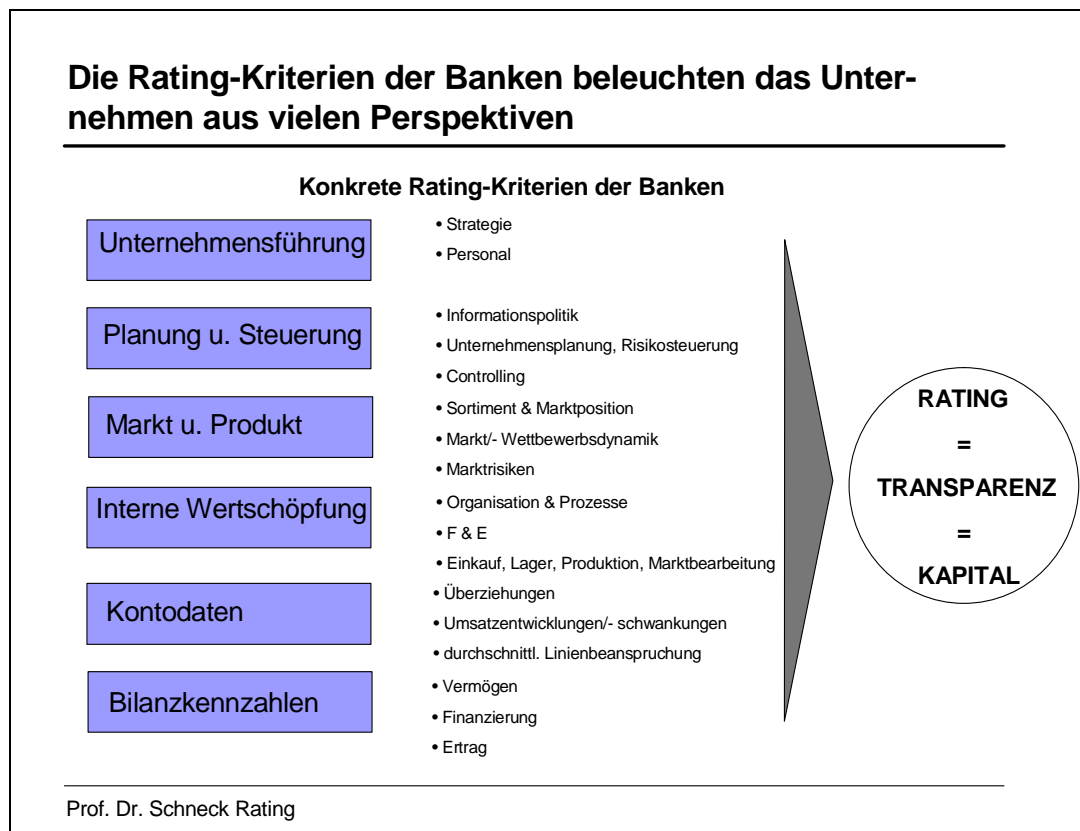 Die Rating-Kriterien der Banken beleuchten das Unter-
nehmen aus vielen Perspektiven
Konkrete Rating-Kriterien der Banken
Unternehmensführung
• Strategie
• Personal
Planung u. Steuerung
• Informationspolitik
• Unternehmensplanung, Risikosteuerung
• Controlling
Markt u. Produkt
• Sortiment & Marktposition
• Markt/- Wettbewerbsdynamik
• Marktrisiken
Interne Wertschöpfung
• Organisation & Prozesse
• F & E
• Einkauf, Lager, Produktion, Marktbearbeitung
Kontodaten
• Überziehungen
• Umsatzentwicklungen/- schwankungen
• durchschnittl. Linienbeanspruchung
Bilanzkennzahlen
• Vermögen
• Finanzierung
• Ertrag
RATING
=
TRANSPARENZ
=
KAPITAL
Prof. Dr. Schneck Rating